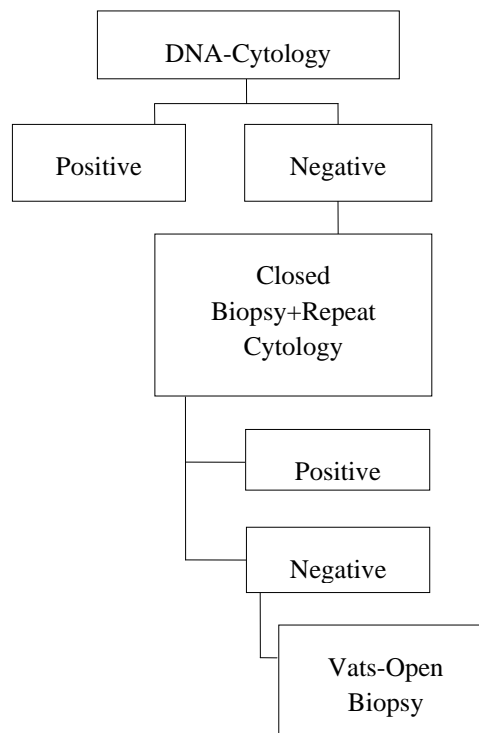 DNA-Cytology
Positive
Negative
Closed
Biopsy+Repeat
Cytology
Positive
Negative
Vats-Open
Biopsy